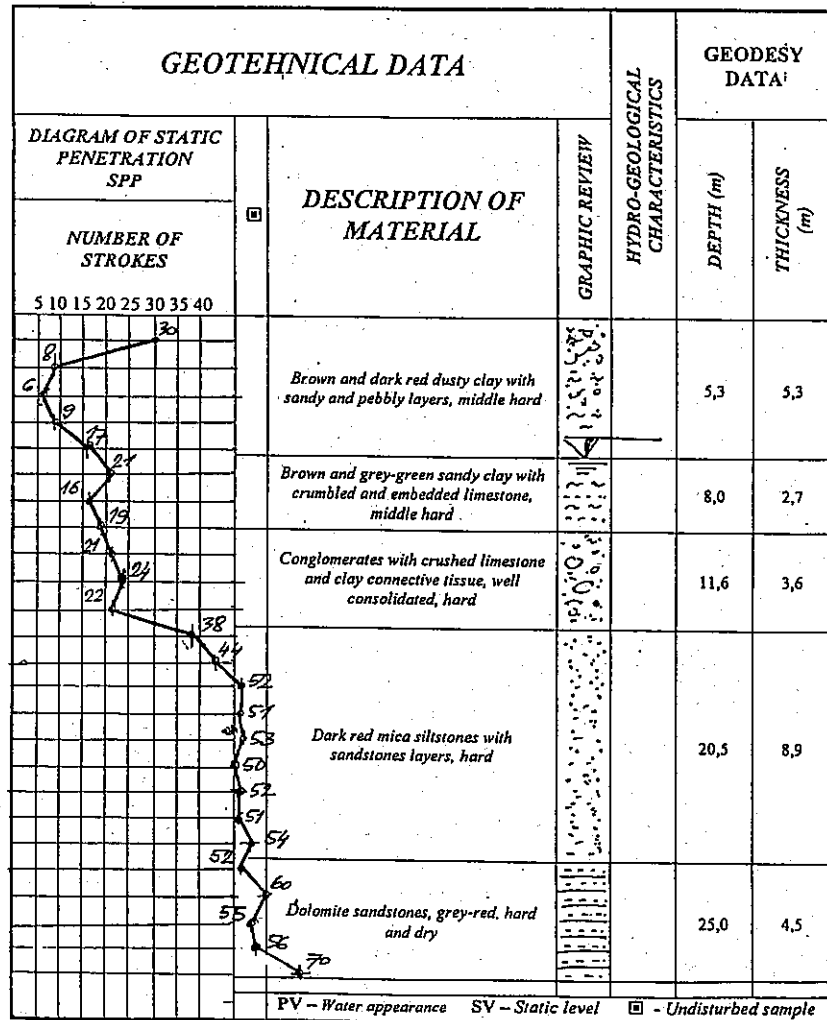 GEOTEHNICAL DATA
HYDRO-GEOLOGICAL
CHARACTERISTICS
GEODESY
DATA
DIAGRAM OF STATIC
PENETRATION
SPP
NUMBER OF
STROKES
DESCRIPTION OF
MATERIAL
GRAPHIC REVIEW
DEPTH (m)
THICKNESS
(m)
5 10 15 20 25 30 35 40
30
8
6
9
17
21
16
19
21
24
22
38
44
52
51
53
50
52
51
54
52
60
55
56
70
Brown and dark red dusty clay with
sandy and pebbly layers, middle hard
5,3
5,3
Brown and grey-green sandy clay with
crumbled and embedded limestone,
middle hard
8,0
2,7
Conglomerates with crushed limestone
and clay connective tissue, well
consolidated, hard
11,6
3,6
Dark red mica siltstones with
sandstones layers, hard
20,5
8,9
Dolomite sandstones, grey-red, hard
and dry
25,0
4,5
PV – Water appearance SV – Static level - Undisturbed sample